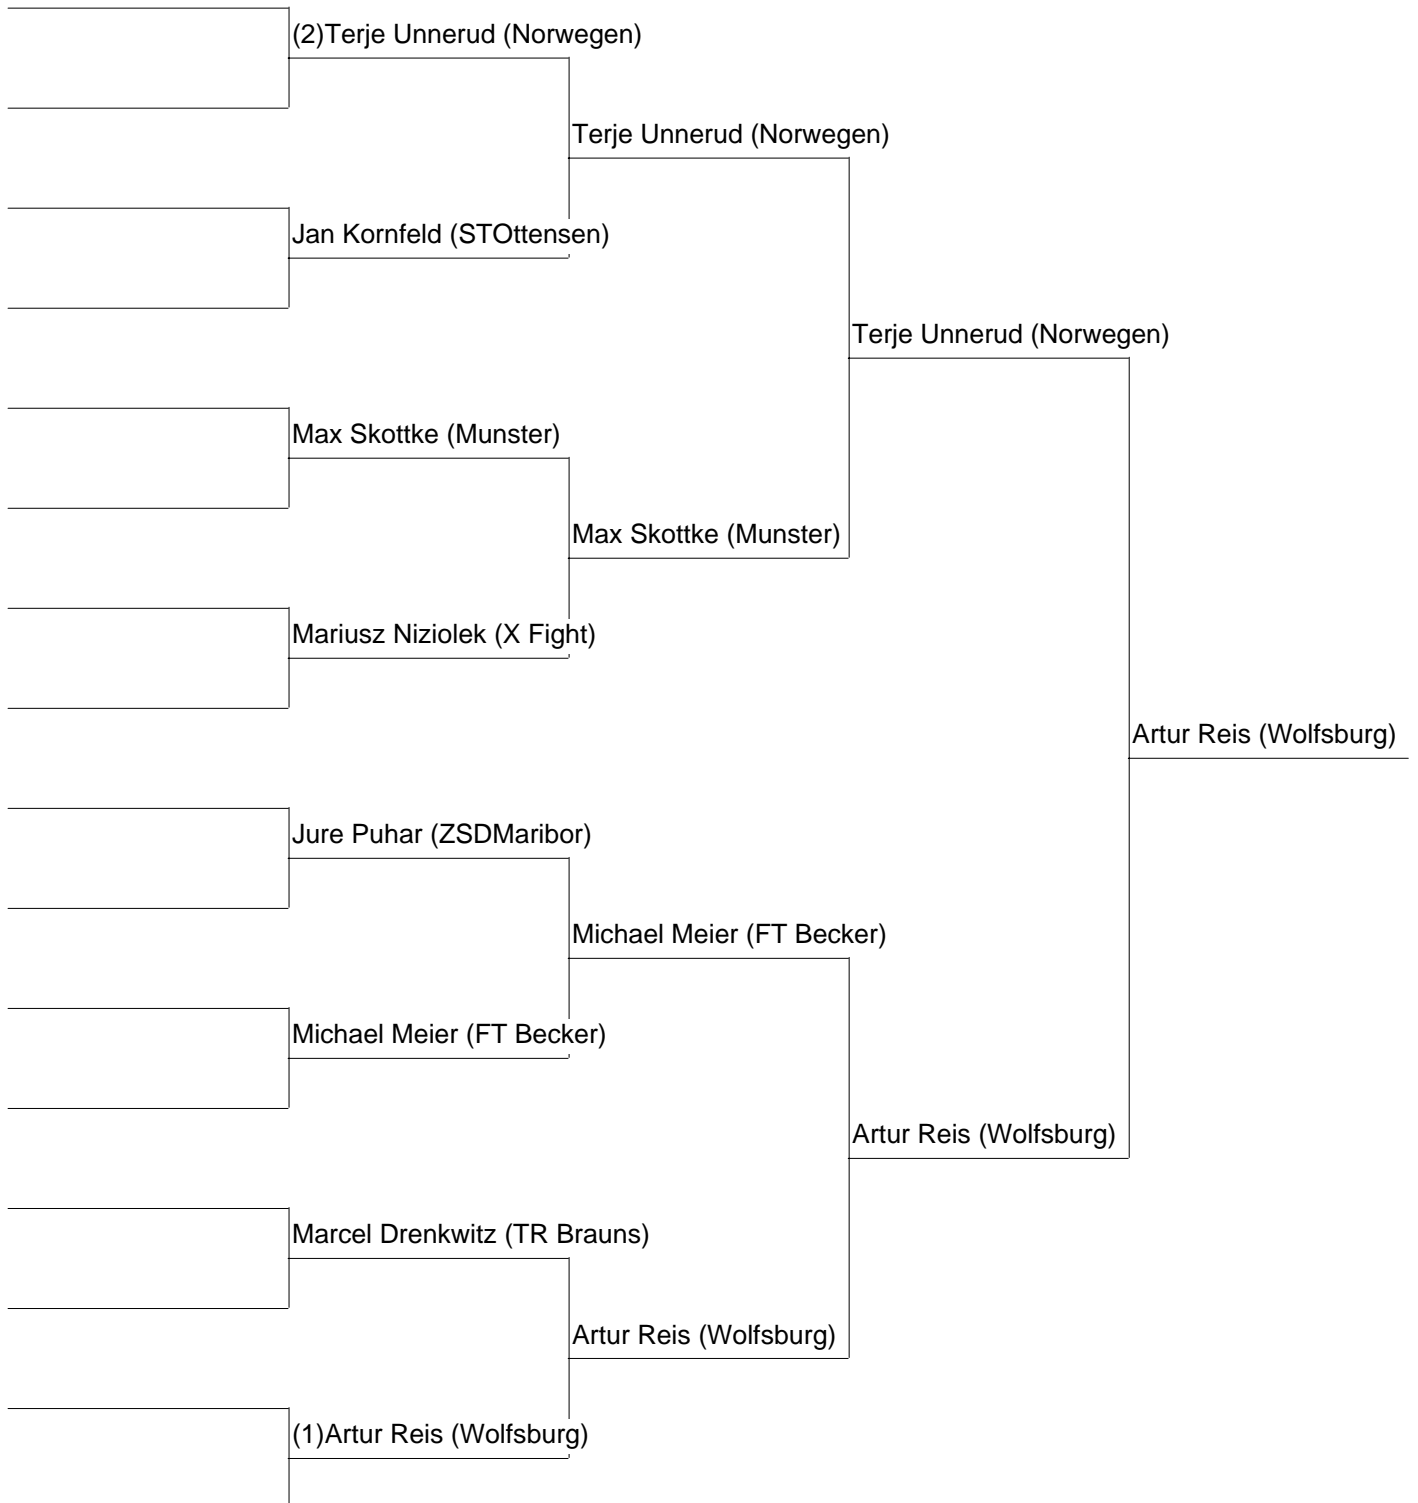 (2)Terje Unnerud (Norwegen)
Terje Unnerud (Norwegen)
Jan Kornfeld (STOttensen)
Terje Unnerud (Norwegen)
Max Skottke (Munster)
Max Skottke (Munster)
Mariusz Niziolek (X Fight)
Artur Reis (Wolfsburg)
Jure Puhar (ZSDMaribor)
Michael Meier (FT Becker)
Michael Meier (FT Becker)
Artur Reis (Wolfsburg)
Marcel Drenkwitz (TR Brauns)
Artur Reis (Wolfsburg)
(1)Artur Reis (Wolfsburg)